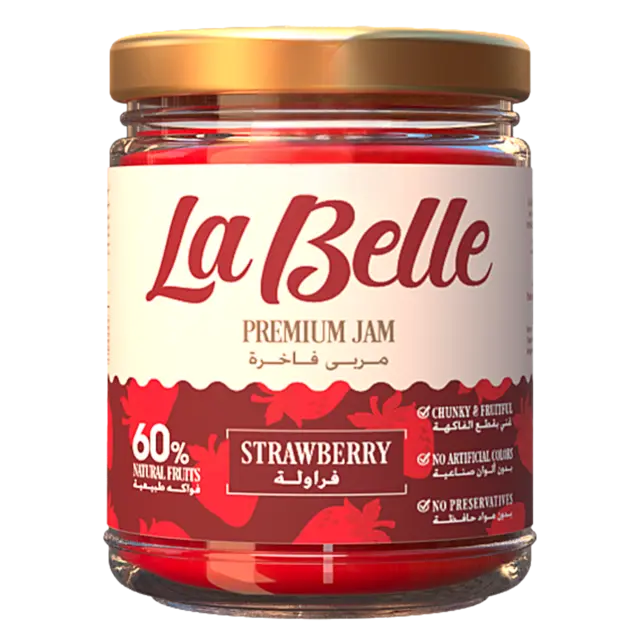 La Belle
PREMIUM JAM
مربى فاخرة
60%
NATURAL FRUITS
فواكه طبيعية
STRAWBERRY
فراولة
CHUNKY & FRUITFUL
غني بقطع الفاكهة
NO ARTIFICIAL COLORS
بدون ألوان صناعية
NO PRESERVATIVES
بدون مواد حافظة